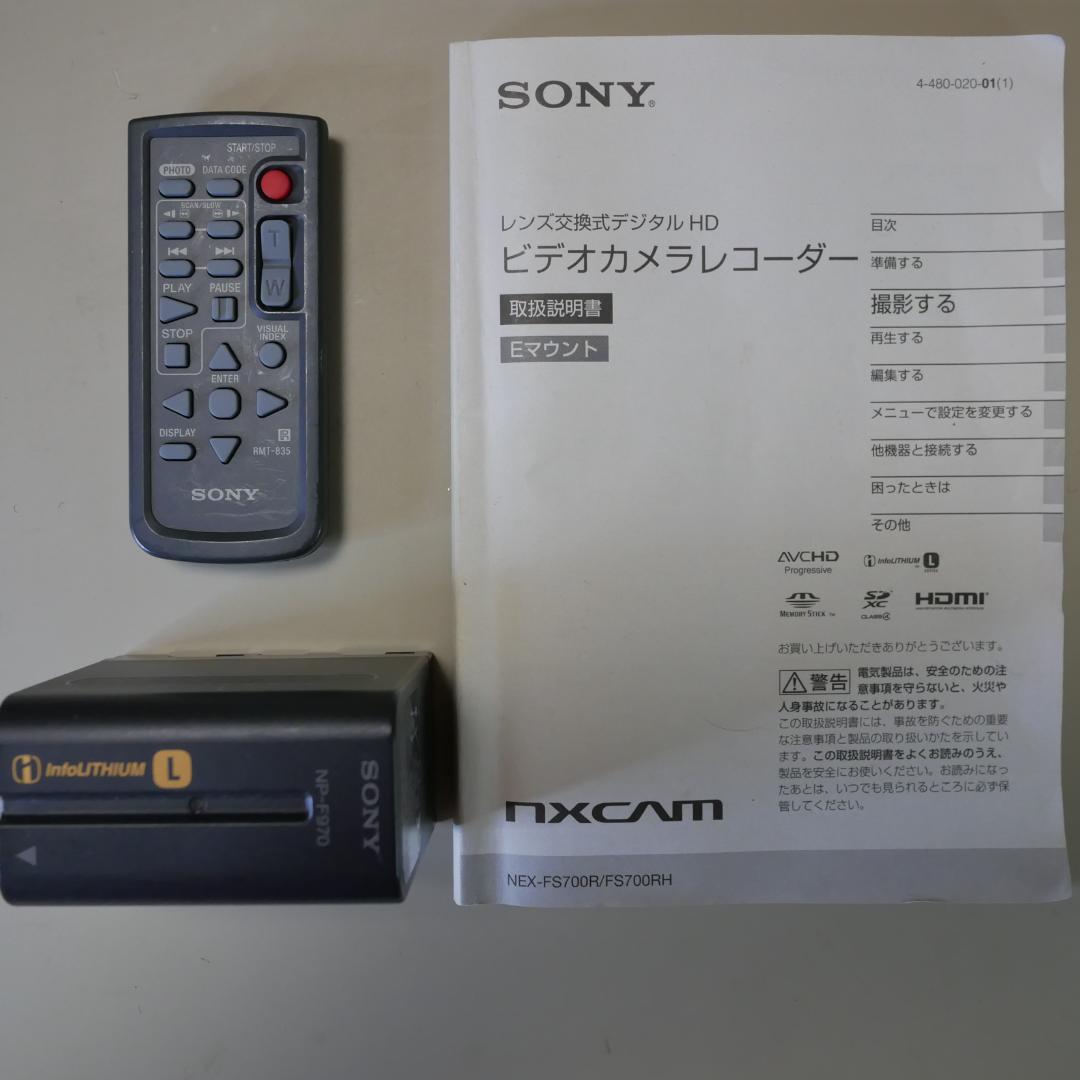 START/STOP
PHOTO DATA CODE
SCAN/SLOW
T
PLAY PAUSE
W
STOP
VISUAL
INDEX
ENTER
DISPLAY
RMT-835
SONY
InfoLITHIUM L
NP-F970
SONY
SONY®
4-480-020-01(1)
レンズ交換式デジタル HD
ビデオカメラレコーダー
取扱説明書
Eマウント
目次
準備する
撮影する
再生する
編集する
メニューで設定を変更する
他機器と接続する
困ったときは
その他
AVCHD
Progressive
InfoLITHIUM L
SERIES
MEMORY STICK ™
SD
XC
CLASS4
HDMI
お買い上げいただきありがとうございます。
警告
電気製品は、安全のための注
意事項を守らないと、火災や
人身事故になることがあります。
この取扱説明書には、事故を防ぐための重要
な注意事項と製品の取り扱いかたを示してい
ます。この取扱説明書をよくお読みのうえ、
製品を安全にお使いください。お読みになっ
たあとは、いつでも見られるところに必ず保
管してください。
NXCAM
NEX-FS700R/FS700RH